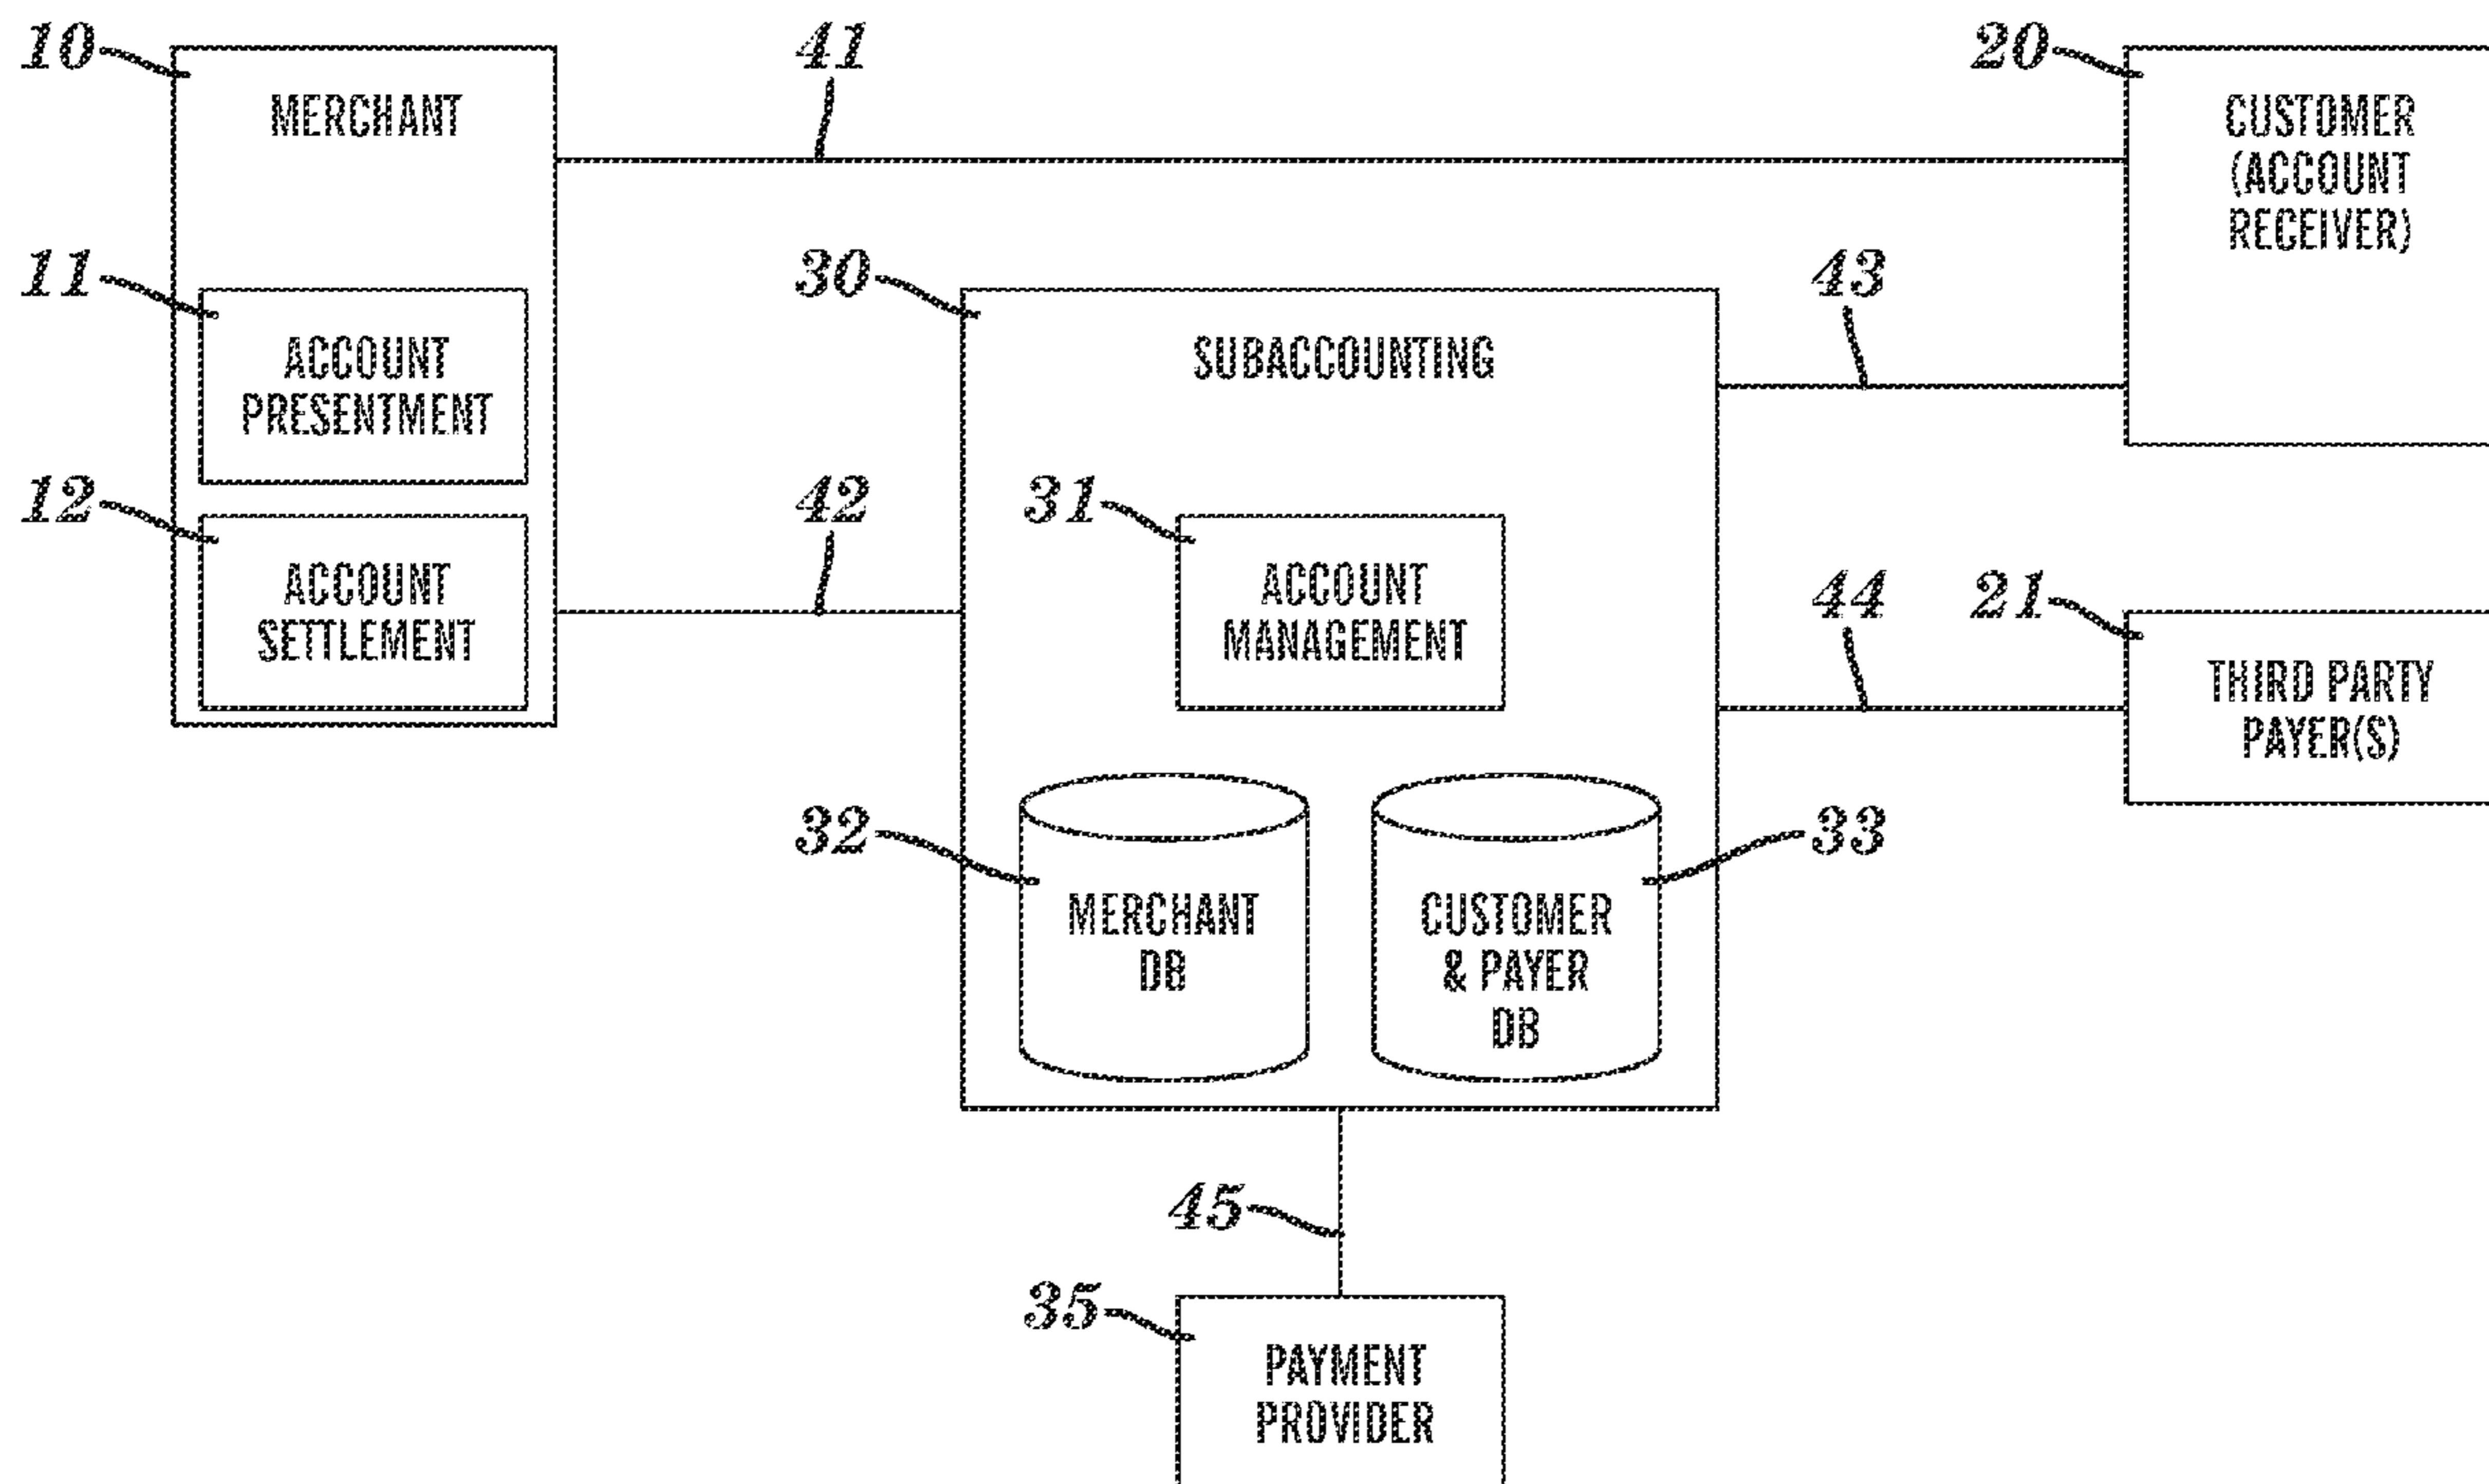 10
MERCHANT
41
20
CUSTOMER
(ACCOUNT
RECEIVER)
11
ACCOUNT
PRESENTMENT
30
SUBACCOUNTING
43
12
ACCOUNT
SETTLEMENT
42
31
ACCOUNT
MANAGEMENT
44
21
THIRD PARTY
PAYER(S)
32
MERCHANT
DB
CUSTOMER
& PAYER
DB
33
45
35
PAYMENT
PROVIDER